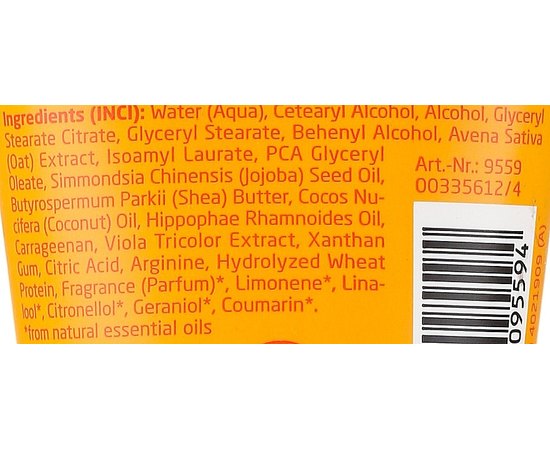 Ingredients (INCI): Water (Aqua), Cetearyl Alcohol, Alcohol, Glyceryl
Stearate Citrate, Glyceryl Stearate, Behenyl Alcohol, Avena Sativa
(Oat) Extract, Isoamyl Laurate, PCA Glyceryl
Oleate, Simmondsia Chinensis (Jojoba) Seed Oil,
Butyrospermum Parkii (Shea) Butter, Cocos Nu-
cifera (Coconut) Oil, Hippophae Rhamnoides Oil,
Carrageenan, Viola Tricolor Extract, Xanthan
Gum, Citric Acid, Arginine, Hydrolyzed Wheat
Protein, Fragrance (Parfum)*, Limonene*, Lina-
lool*, Citronellol*, Geraniol*, Coumarin*.
*from natural essential oils
Art.-Nr.: 9559
00335612/4
095594